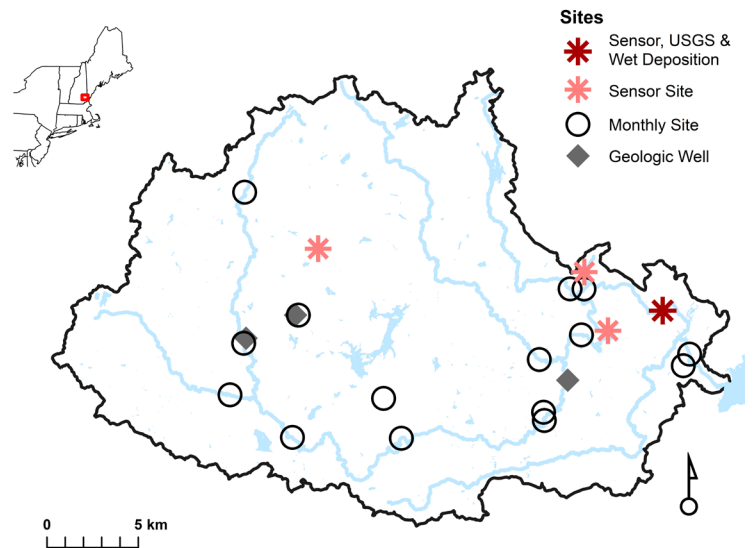 Sites
Sensor, USGS &
Wet Deposition
Sensor Site
Monthly Site
Geologic Well
0 5 km